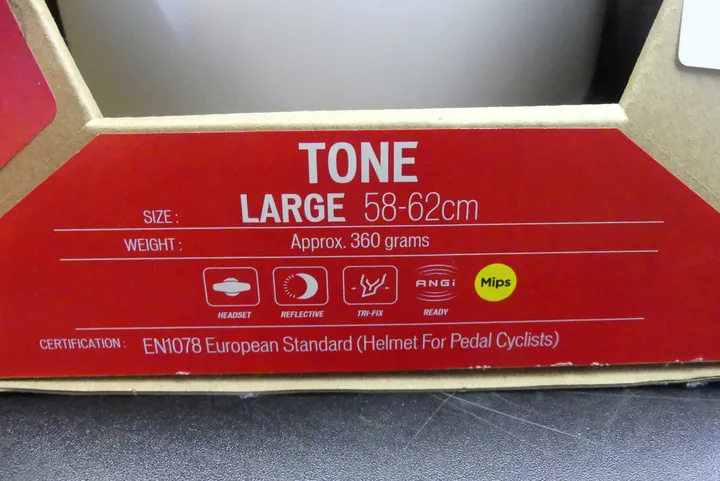 TONE
SIZE : LARGE 58-62cm
WEIGHT : Approx. 360 grams
HEADSET REFLECTIVE TRI-FIX ANGi READY Mips
CERTIFICATION : EN1078 European Standard (Helmet For Pedal Cyclists)